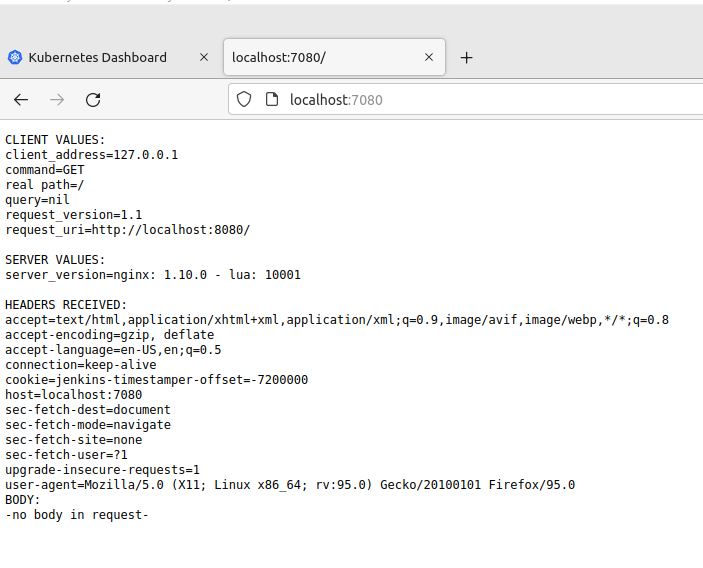 Kubernetes Dashboard
localhost:7080/
localhost:7080
CLIENT VALUES:
client_address=127.0.0.1
command=GET
real path=/
query=nil
request_version=1.1
request_uri=http://localhost:8080/
SERVER VALUES:
server_version=nginx: 1.10.0 - lua: 10001
HEADERS RECEIVED:
accept=text/html,application/xhtml+xml,application/xml;q=0.9,image/avif,image/webp,*/*;q=0.8
accept-encoding=gzip, deflate
accept-language=en-US,en;q=0.5
connection=keep-alive
cookie=jenkins-timestamper-offset=-7200000
host=localhost:7080
sec-fetch-dest=document
sec-fetch-mode=navigate
sec-fetch-site=none
sec-fetch-user=?1
upgrade-insecure-requests=1
user-agent=Mozilla/5.0 (X11; Linux x86_64; rv:95.0) Gecko/20100101 Firefox/95.0
BODY:
-no body in request-